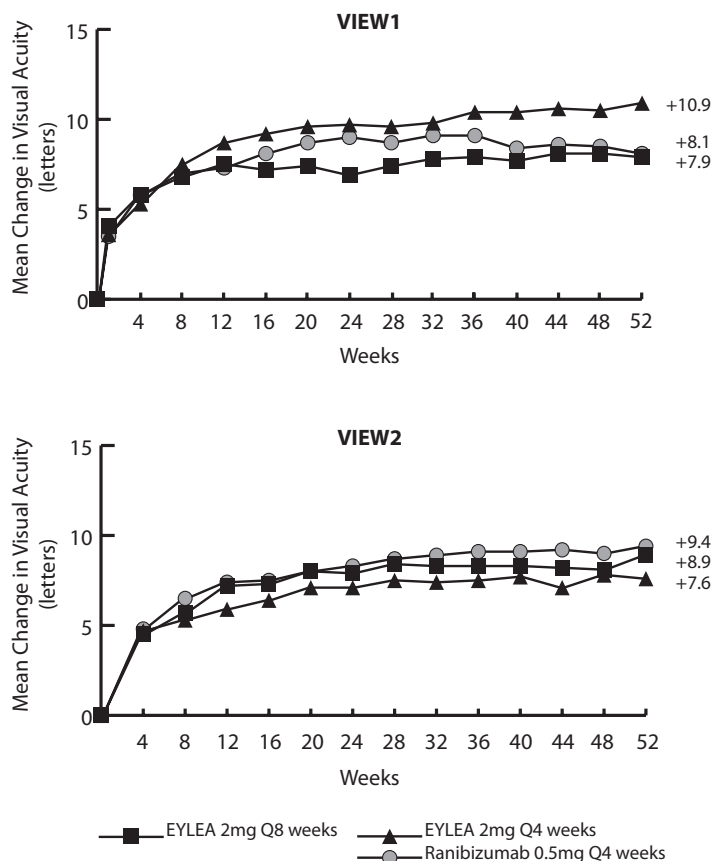 VIEW1
Mean Change in Visual Acuity
(letters)
15
10
5
0
+10.9
+8.1
+7.9
4 8 12 16 20 24 28 32 36 40 44 48 52
Weeks
VIEW2
Mean Change in Visual Acuity
(letters)
15
10
5
0
+9.4
+8.9
+7.6
4 8 12 16 20 24 28 32 36 40 44 48 52
Weeks
EYLEA 2mg Q8 weeks EYLEA 2mg Q4 weeks
Ranibizumab 0.5mg Q4 weeks